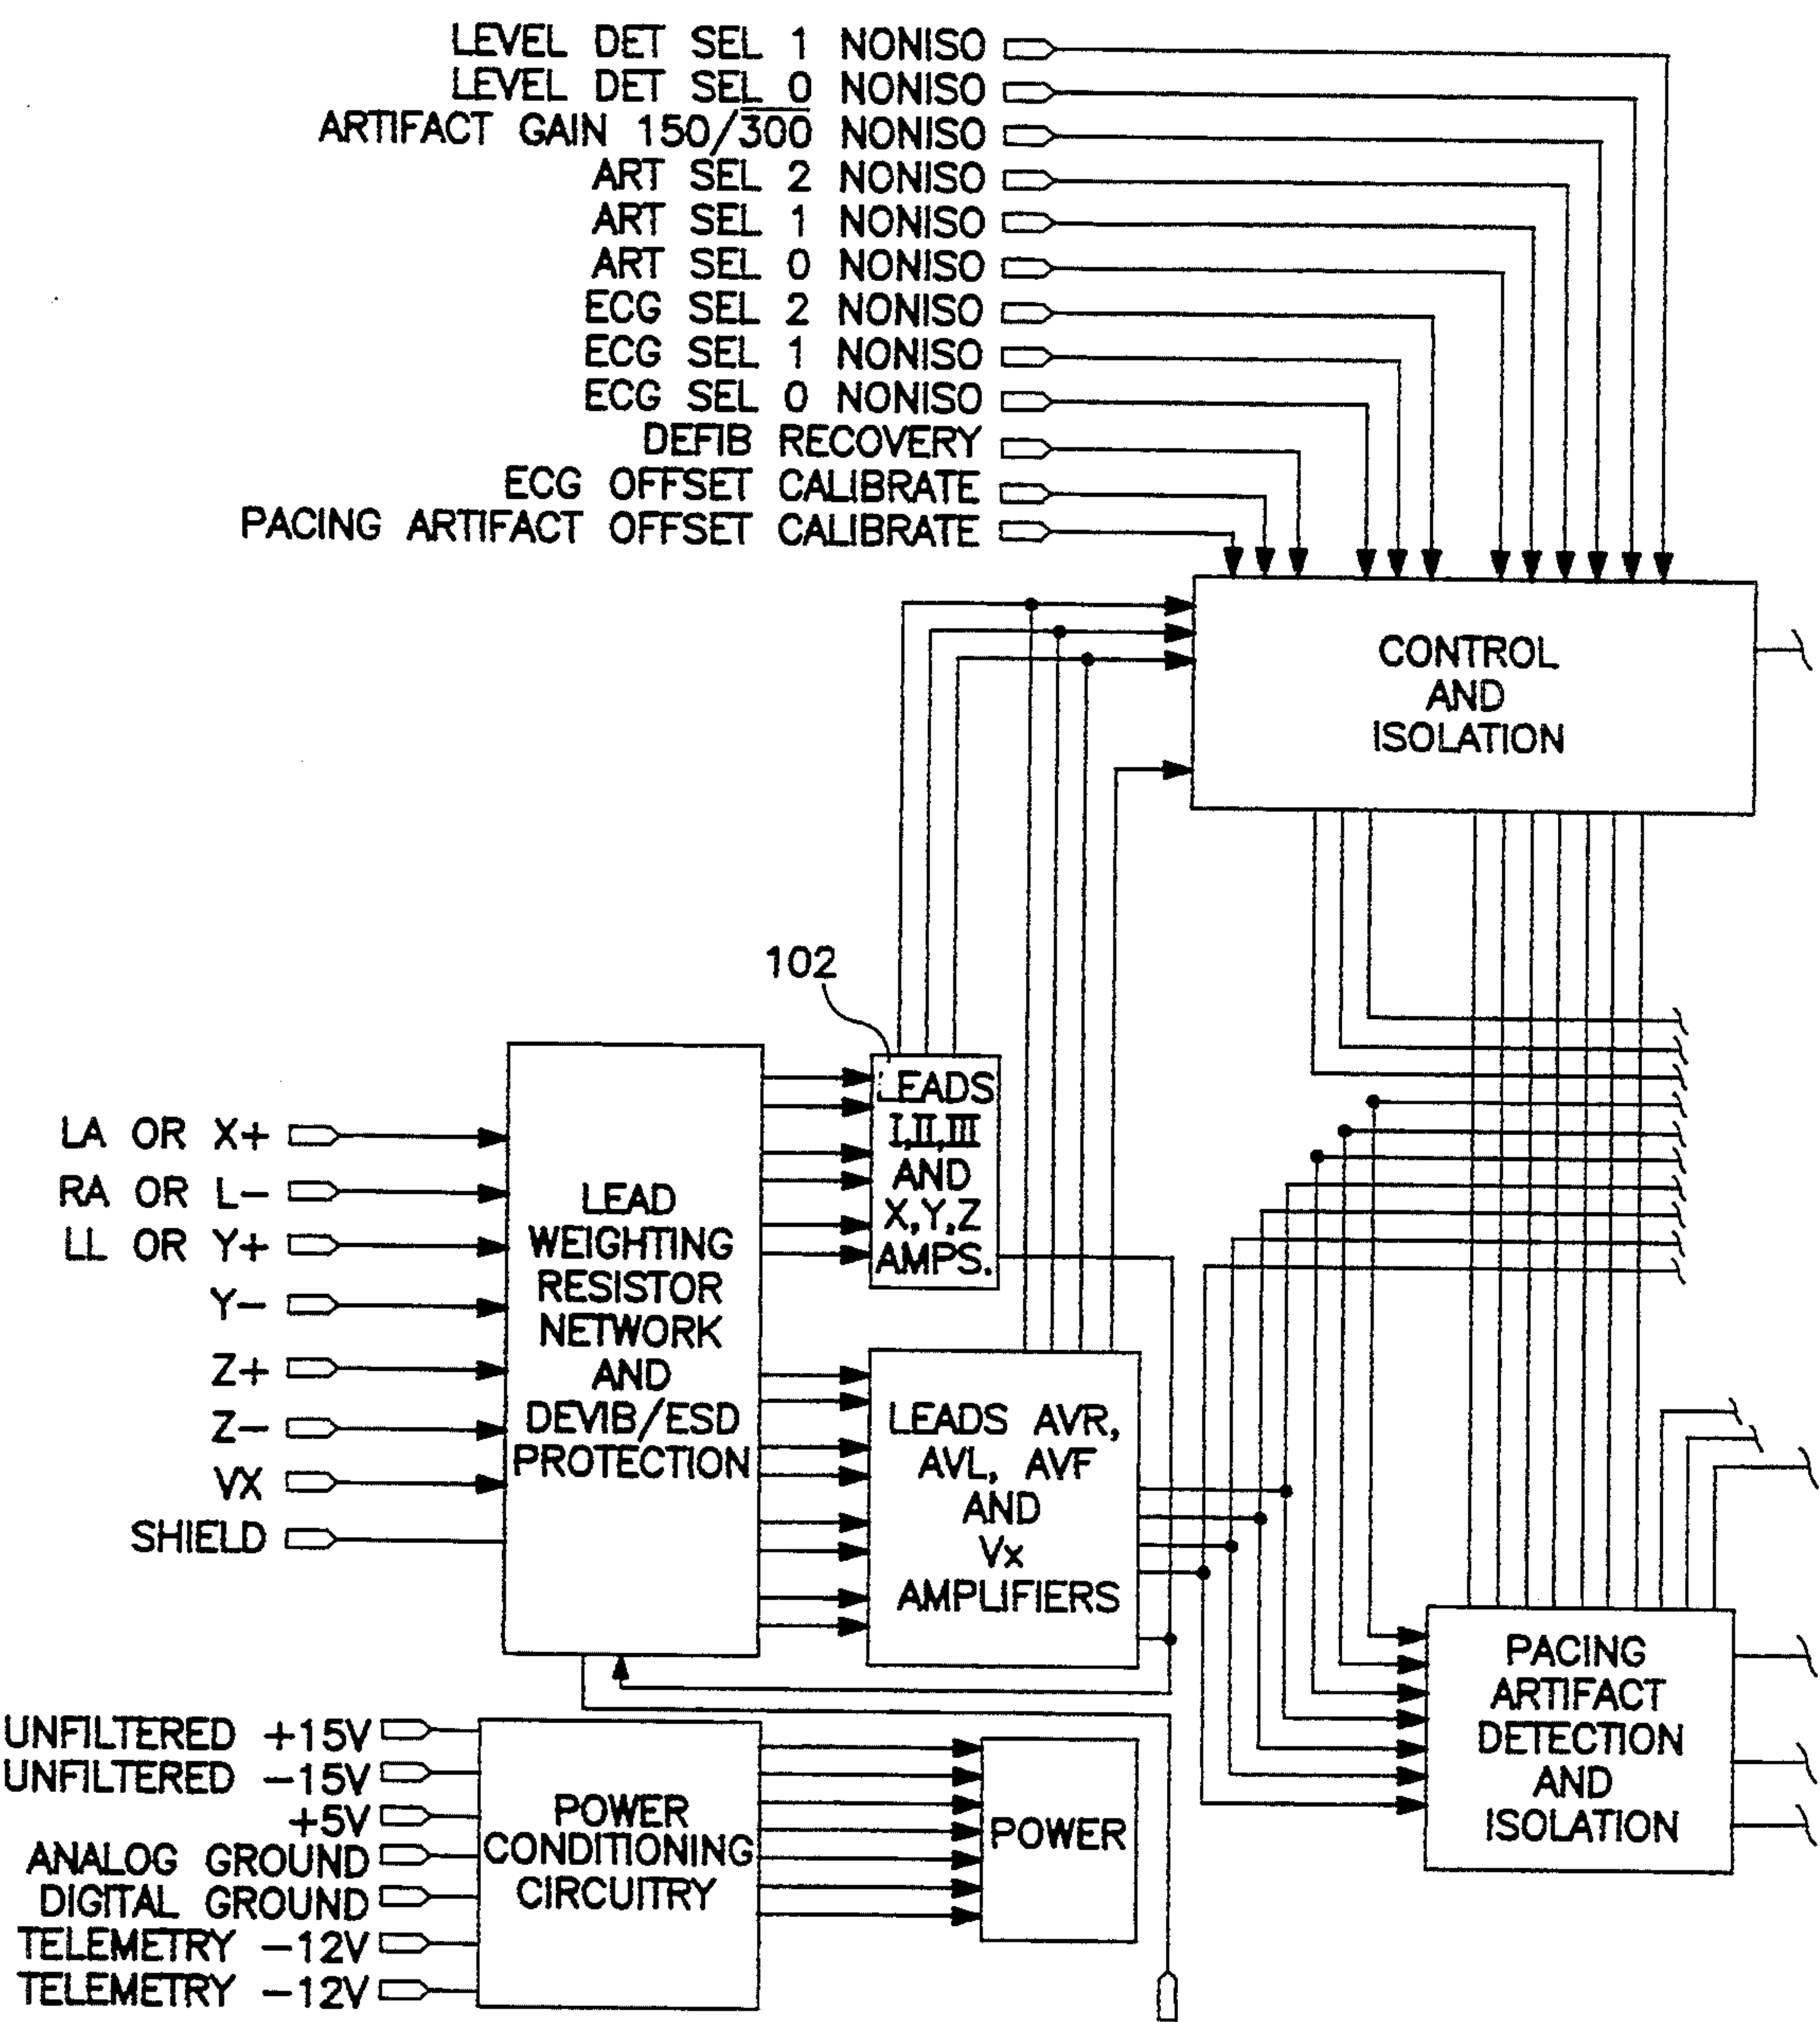 LEVEL DET SEL 1 NONISO
LEVEL DET SEL 0 NONISO
ARTIFACT GAIN 150/300 NONISO
ART SEL 2 NONISO
ART SEL 1 NONISO
ART SEL 0 NONISO
ECG SEL 2 NONISO
ECG SEL 1 NONISO
ECG SEL 0 NONISO
DEFIB RECOVERY
ECG OFFSET CALIBRATE
PACING ARTIFACT OFFSET CALIBRATE
CONTROL
AND
ISOLATION
102
LEADS
I,II,III
AND
X,Y,Z
AMPS.
LA OR X+
RA OR L-
LL OR Y+
Y-
Z+
Z-
VX
SHIELD
LEAD
WEIGHTING
RESISTOR
NETWORK
AND
DEVIB/ESD
PROTECTION
LEADS AVR,
AVL, AVF
AND
Vx
AMPLIFIERS
PACING
ARTIFACT
DETECTION
AND
ISOLATION
UNFILTERED +15V
UNFILTERED -15V
+5V
ANALOG GROUND
DIGITAL GROUND
TELEMETRY -12V
TELEMETRY -12V
POWER
CONDITIONING
CIRCUITRY
POWER